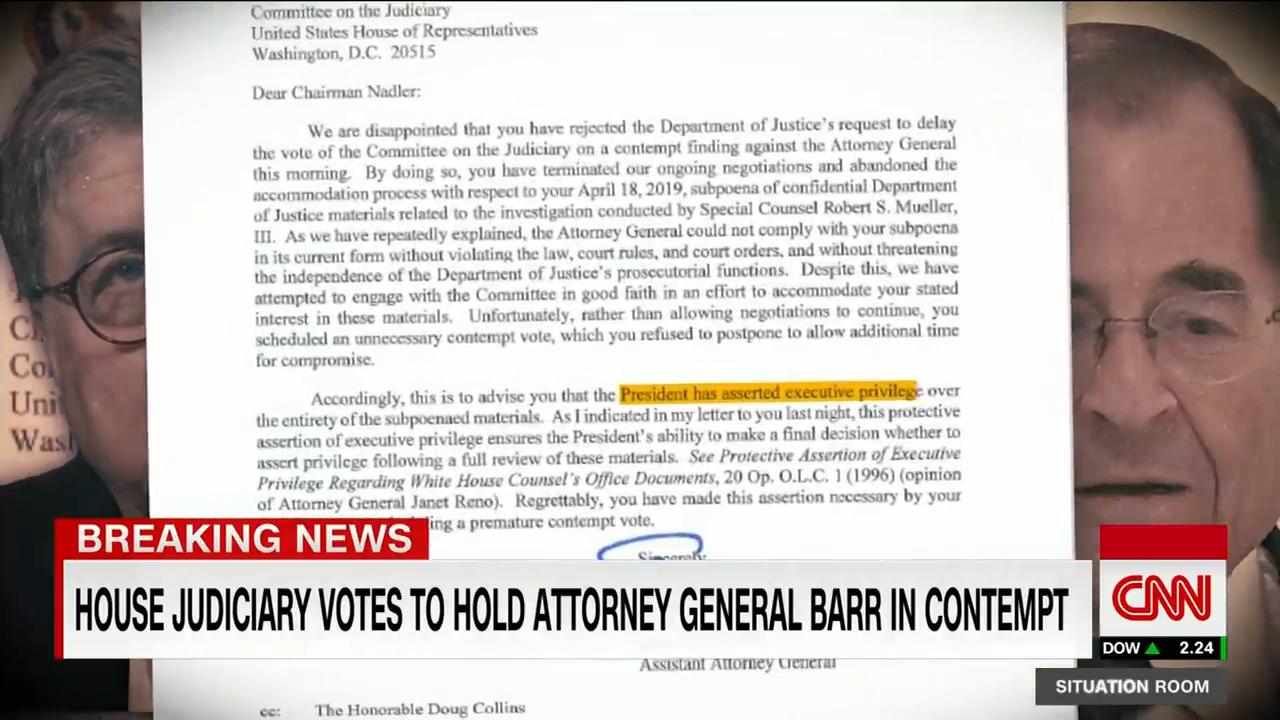 Committee on the Judiciary
United States House of Representatives
Washington, D.C. 20515
Dear Chairman Nadler:
We are disappointed that you have rejected the Department of Justice's request to delay
the vote of the Committee on the Judiciary on a contempt finding against the Attorney General
this morning. By doing so, you have terminated our ongoing negotiations and abandoned the
accommodation process with respect to your April 18, 2019, subpoena of confidential Department
of Justice materials related to the investigation conducted by Special Counsel Robert S. Mueller,
III. As we have repeatedly explained, the Attorney General could not comply with your subpoena
in its current form without violating the law, court rules, and court orders, and without threatening
the independence of the Department of Justice's prosecutorial functions. Despite this, we have
attempted to engage with the Committee in good faith in an effort to accommodate your stated
interest in these materials. Unfortunately, rather than allowing negotiations to continue, you
scheduled an unnecessary contempt vote, which you refused to postpone to allow additional time
for compromise.
Accordingly, this is to advise you that the President has asserted executive privilege over
the entirety of the subpoenaed materials. As I indicated in my letter to you last night, this protective
assertion of executive privilege ensures the President's ability to make a final decision whether to
assert privilege following a full review of these materials. See Protective Assertion of Executive
Privilege Regarding White House Counsel's Office Documents, 20 Op. O.L.C. 1 (1996) (opinion
of Attorney General Janet Reno). Regrettably, you have made this assertion necessary by your
a premature contempt vote.
Sincerely
BREAKING NEWS
HOUSE JUDICIARY VOTES TO HOLD ATTORNEY GENERAL BARR IN CONTEMPT
CNN
DOW ▲ 2.24
SITUATION ROOM
Assistant Attorney General
cc: The Honorable Doug Collins